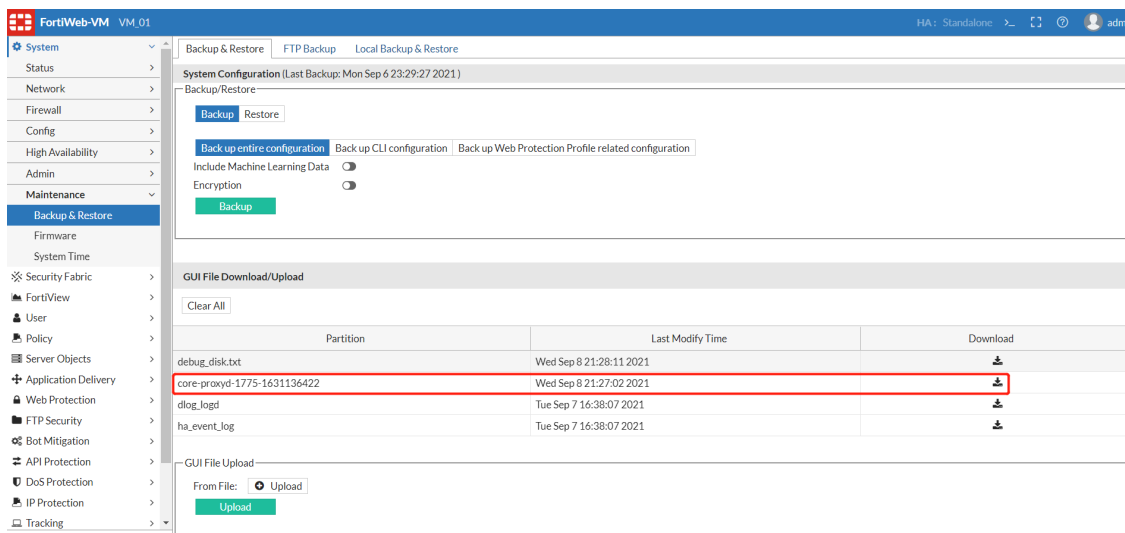 FortiWeb-VM VM_01 HA: Standalone >_ adm
System
Status
Network
Firewall
Config
High Availability
Admin
Maintenance
Backup & Restore
Firmware
System Time
Security Fabric
FortiView
User
Policy
Server Objects
Application Delivery
Web Protection
FTP Security
Bot Mitigation
API Protection
DoS Protection
IP Protection
Tracking
Backup & Restore FTP Backup Local Backup & Restore
System Configuration (Last Backup: Mon Sep 6 23:29:27 2021)
Backup/Restore
Backup Restore
Back up entire configuration Back up CLI configuration Back up Web Protection Profile related configuration
Include Machine Learning Data
Encryption
Backup
GUI File Download/Upload
Clear All
Partition Last Modify Time Download
debug_disk.txt Wed Sep 8 21:28:11 2021
core-proxyd-1775-1631136422 Wed Sep 8 21:27:02 2021
dlog_logd Tue Sep 7 16:38:07 2021
ha_event_log Tue Sep 7 16:38:07 2021
GUI File Upload
From File: Upload
Upload